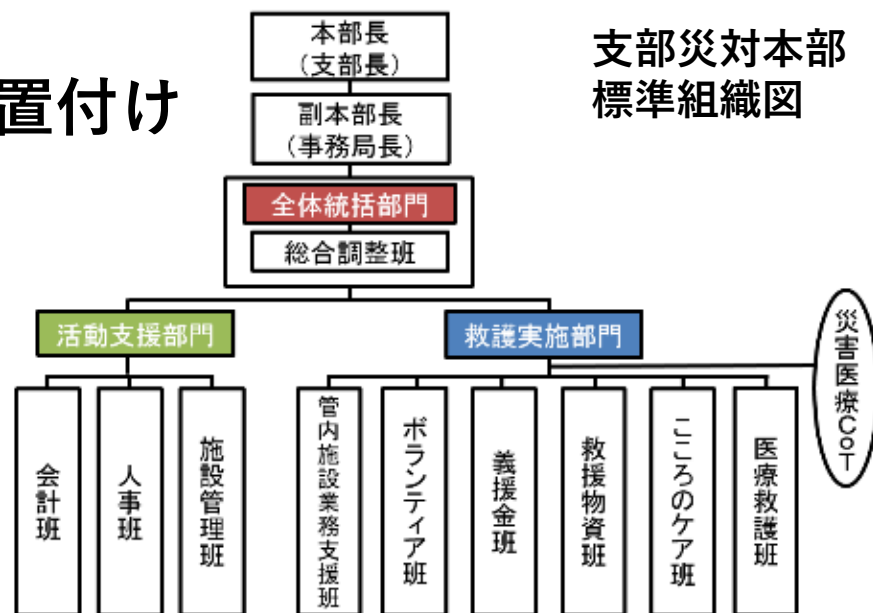 置付け
支部災対本部
標準組織図
本部長
（支部長）
副本部長
（事務局長）
全体統括部門
総合調整班
活動支援部門
救護実施部門
災害医療CoT
会計班
人事班
施設管理班
管内施設業務支援班
ボランティア班
義援金班
救援物資班
こころのケア班
医療救護班